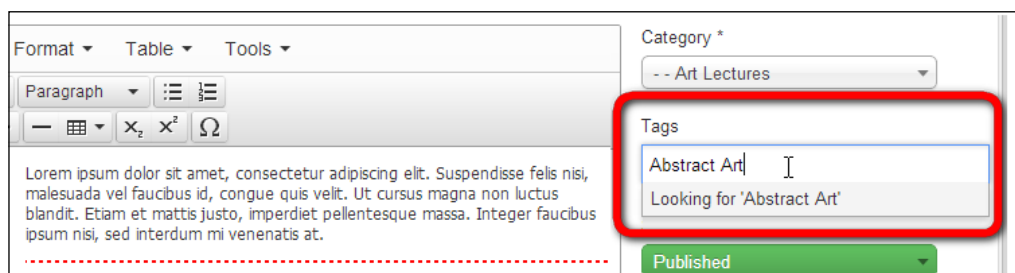 Format Table Tools
Paragraph
X₂ X² Ω
Lorem ipsum dolor sit amet, consectetur adipiscing elit. Suspendisse felis nisi,
malesuada vel faucibus id, congue quis velit. Ut cursus magna non luctus
blandit. Etiam et mattis justo, imperdiet pellentesque massa. Integer faucibus
ipsum nisi, sed interdum mi venenatis at.
Category *
- - Art Lectures
Tags
Abstract Art
Looking for 'Abstract Art'
Published